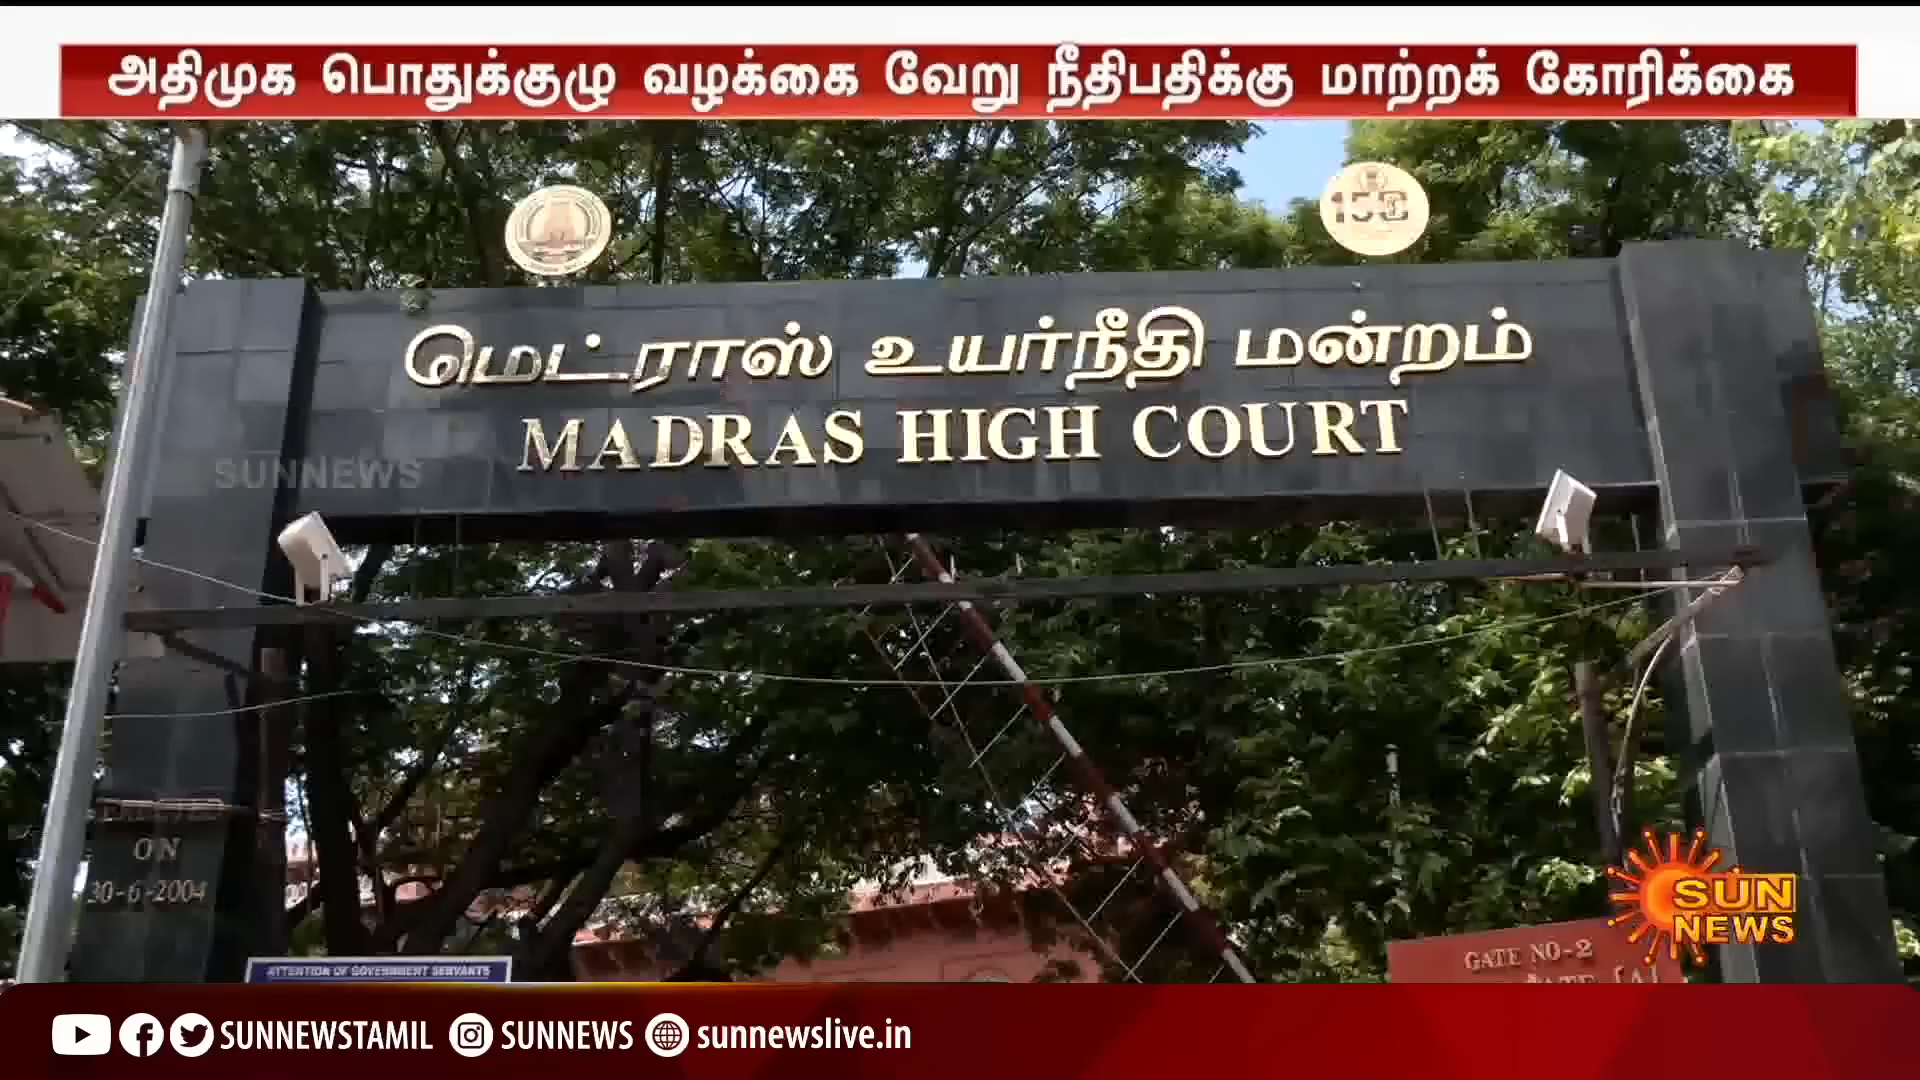 அதிமுக பொதுக்குழு வழக்கை வேறு நீதிபதிக்கு மாற்றக் கோரிக்கை
150
மெட்ராஸ் உயர்நீதி மன்றம்
MADRAS HIGH COURT
SUNNEWS
ON
30-6-2004
ATTENTION OF GOVERNMENT SERVANTS
GATE NO-2
SUN
NEWS
SUNNEWSTAMIL SUNNEWS sunnewslive.in